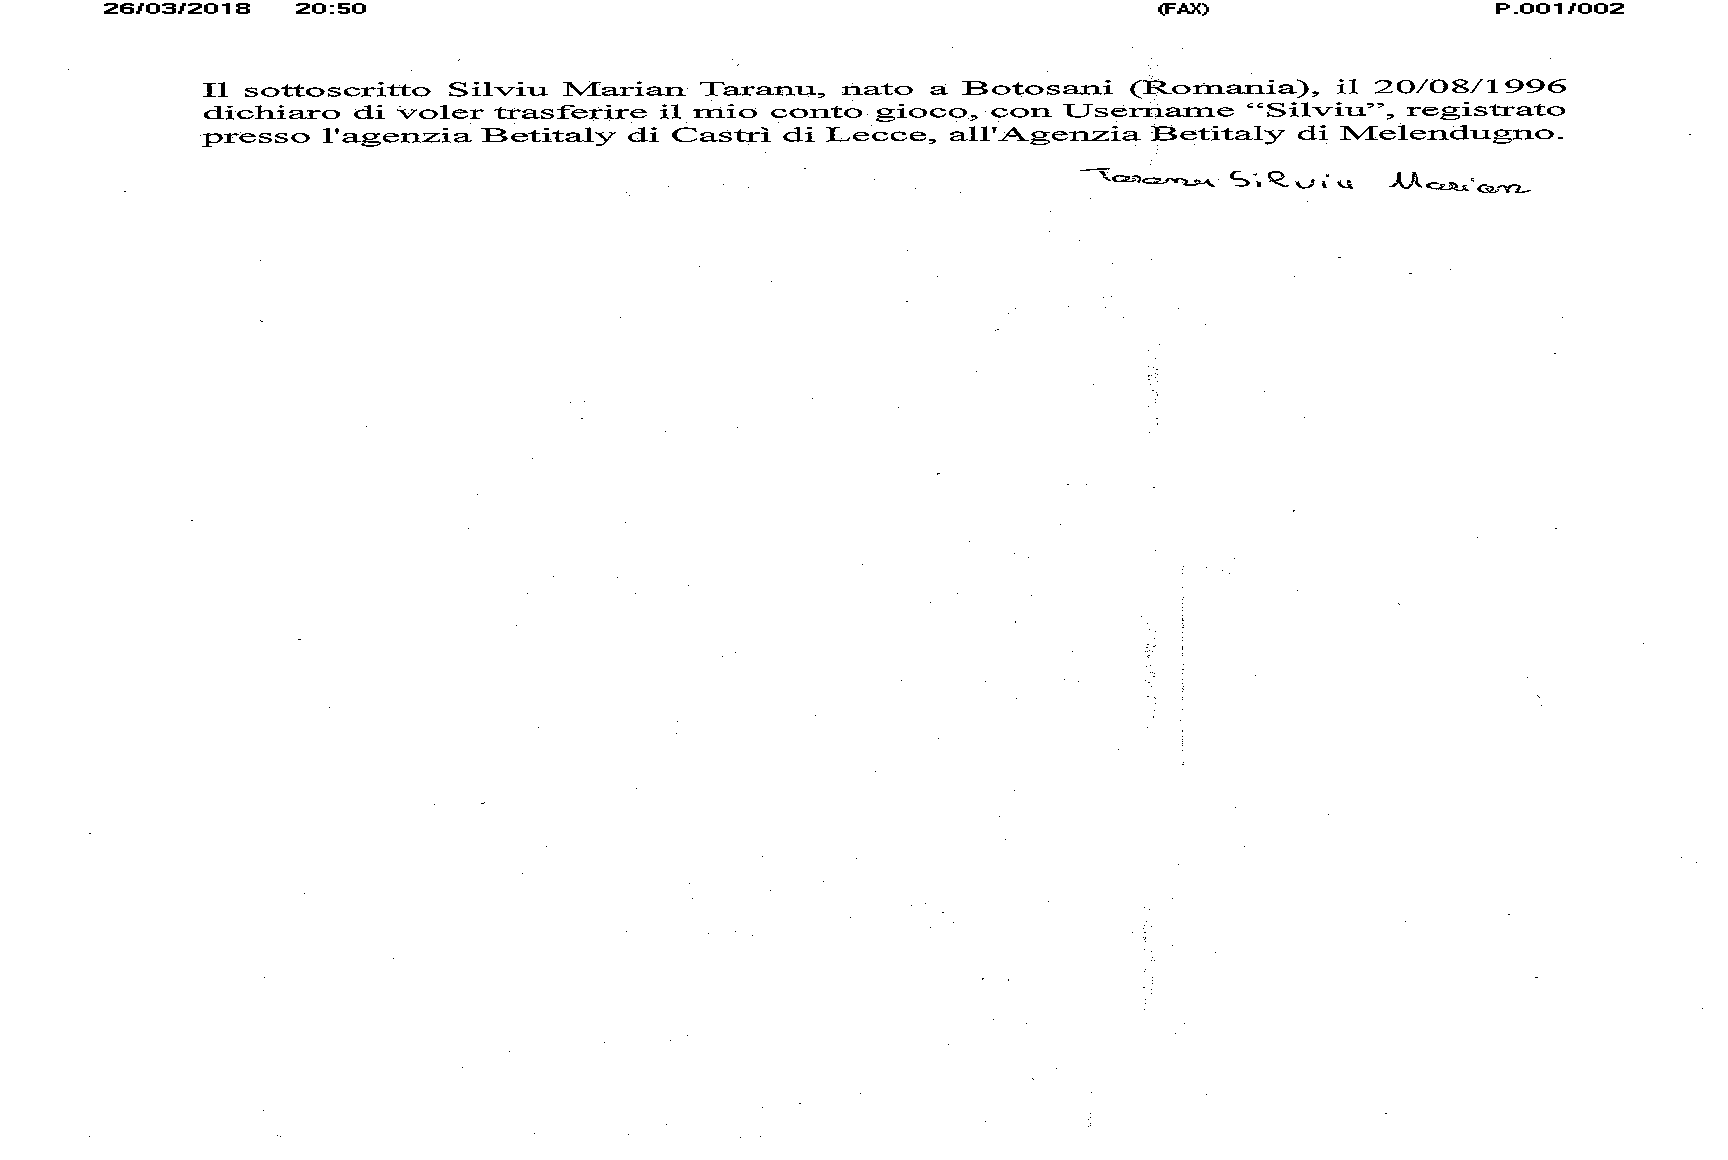 26/03/2018 20:50 (FAX) P.001/002
Il sottoscritto Silviu Marian Taranu, nato a Botosani (Romania), il 20/08/1996
dichiaro di voler trasferire il mio conto gioco, con Username “Silviu”, registrato
presso l'agenzia Betitaly di Castrì di Lecce, all'Agenzia Betitaly di Melendugno.
Taranu Silviu Marian